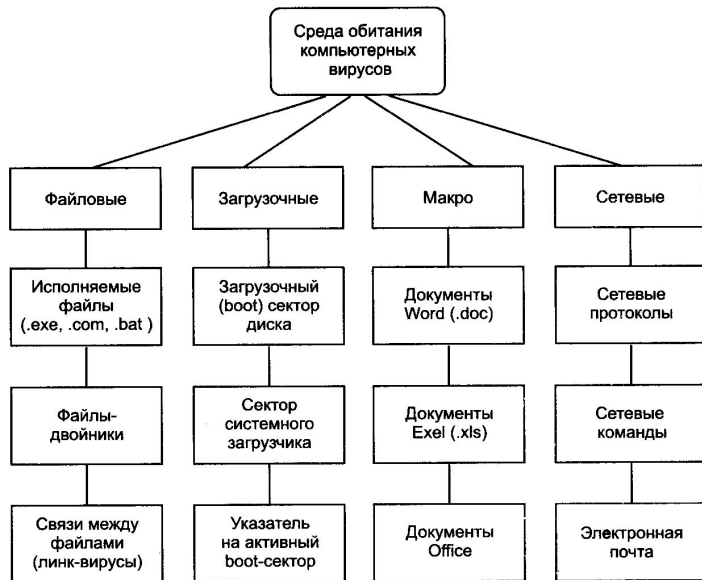 Среда обитания
компьютерных
вирусов
Файловые
Загрузочные
Макро
Сетевые
Исполняемые
файлы
(.exe, .com, .bat )
Загрузочный
(boot) сектор
диска
Документы
Word (.doc)
Сетевые
протоколы
Файлы-
двойники
Сектор
системного
загрузчика
Документы
Exel (.xls)
Сетевые
команды
Связи между
файлами
(линк-вирусы)
Указатель
на активный
boot-сектор
Документы
Office
Электронная
почта